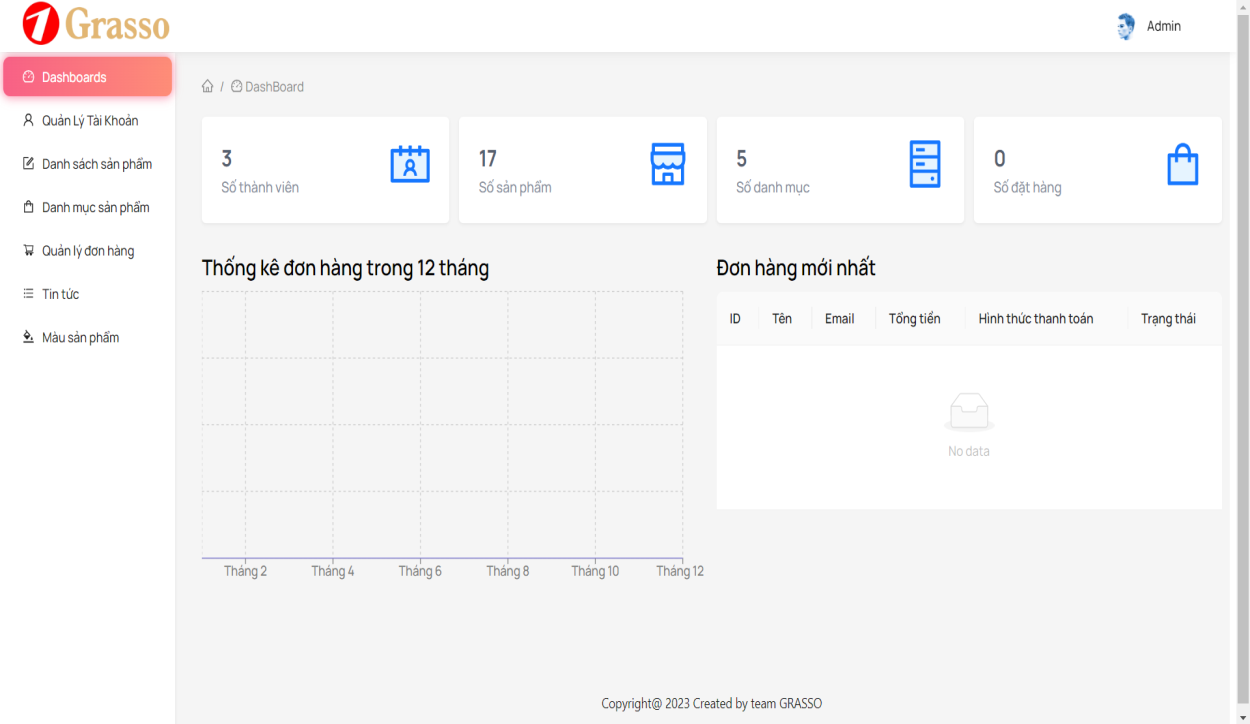 1 Grasso
Admin
Dashboards
Quản Lý Tài Khoản
Danh sách sản phẩm
Danh mục sản phẩm
Quản lý đơn hàng
Tin tức
Màu sản phẩm
/ DashBoard
3
Số thành viên
17
Số sản phẩm
5
Số danh mục
0
Số đặt hàng
Thống kê đơn hàng trong 12 tháng
Tháng 2 Tháng 4 Tháng 6 Tháng 8 Tháng 10 Tháng 12
Đơn hàng mới nhất
ID Tên Email Tổng tiền Hình thức thanh toán Trạng thái
No data
Copyright@ 2023 Created by team GRASSO